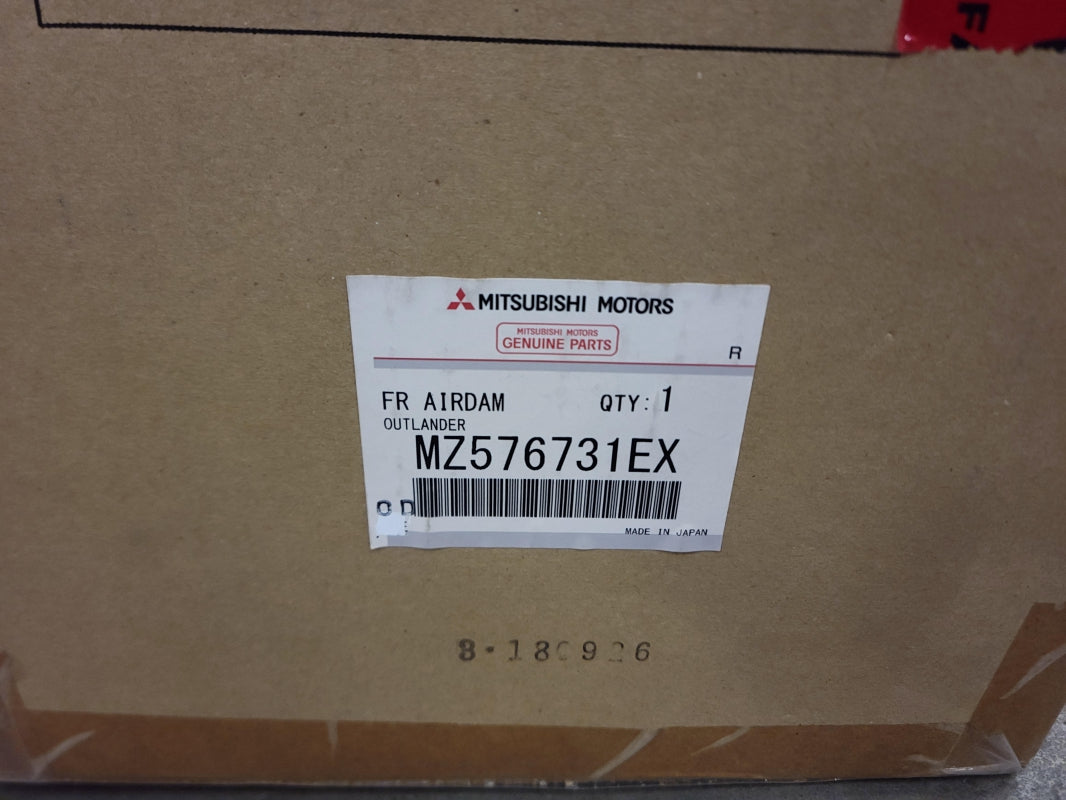 MITSUBISHI MOTORS
MITSUBISHI MOTORS
GENUINE PARTS
R
FR AIRDAM QTY: 1
OUTLANDER
MZ576731EX
MADE IN JAPAN